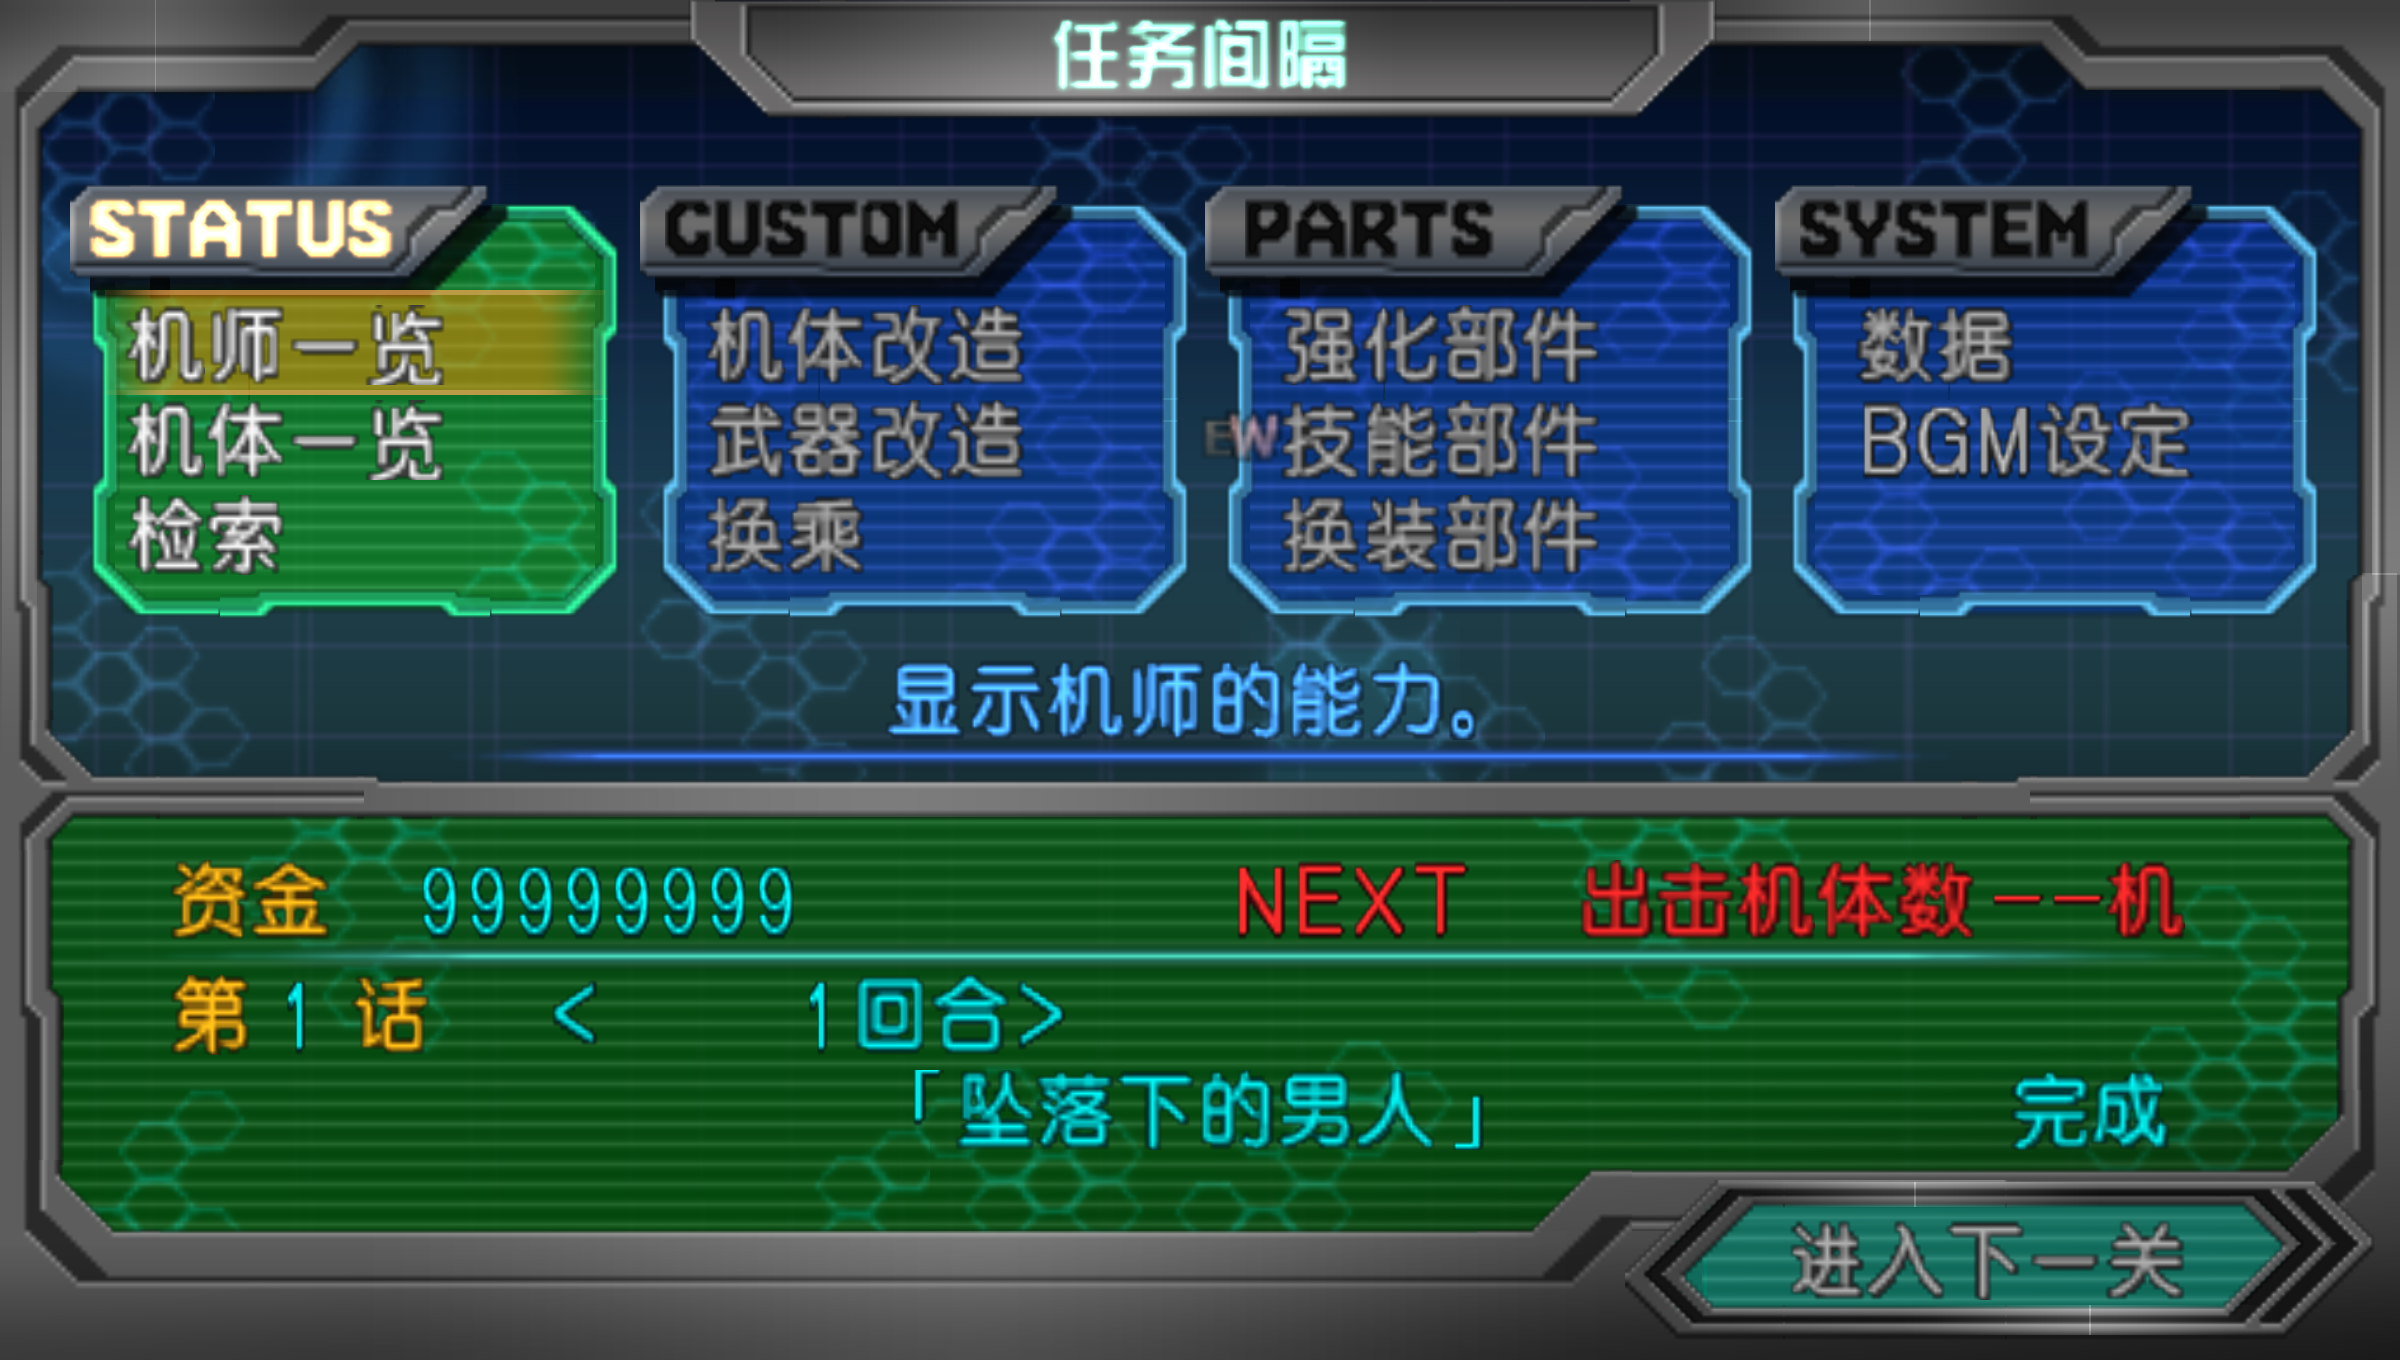 任务间隔
STATUS
机师一览
机体一览
检索
CUSTOM
机体改造
武器改造
换乘
PARTS
强化部件
EW技能部件
换装部件
SYSTEM
数据
BGM设定
显示机师的能力。
资金 99999999 NEXT 出击机体数---机
第 1 话 < 1回合>
「坠落下的男人」 完成
进入下一关